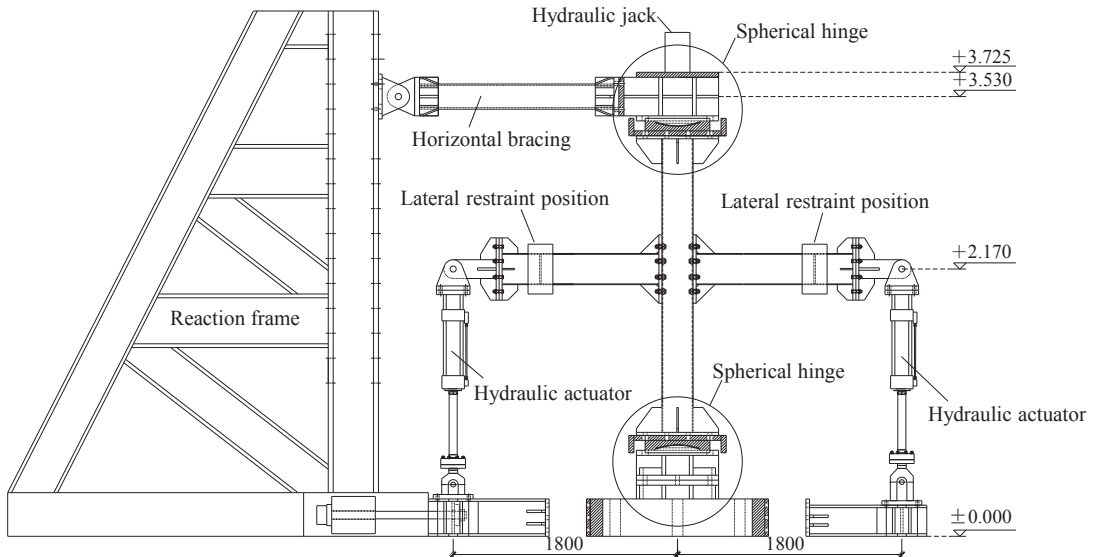 Hydraulic jack
Spherical hinge
±3.725
±3.530
Horizontal bracing
Lateral restraint position
Lateral restraint position
±2.170
Reaction frame
Spherical hinge
Hydraulic actuator
Hydraulic actuator
±0.000
1800
1800